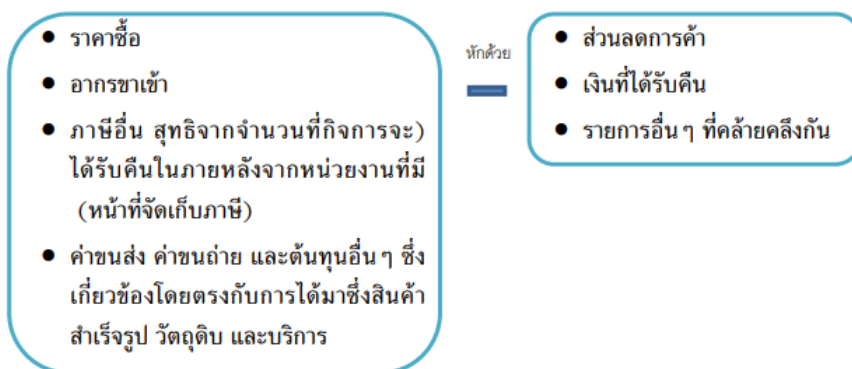 ● ราคาซื้อ
● อากรขาเข้า
● ภาษีอื่น สุทธิจากจำนวนที่กิจการจะ)
ได้รับคืนในภายหลังจากหน่วยงานที่มี
(หน้าที่จัดเก็บภาษี)
● ค่าขนส่ง ค่าขนถ่าย และต้นทุนอื่น ๆ ซึ่ง
เกี่ยวข้องโดยตรงกับการได้มาซึ่งสินค้า
สำเร็จรูป วัตถุดิบ และบริการ
หักด้วย
● ส่วนลดการค้า
● เงินที่ได้รับคืน
● รายการอื่น ๆ ที่คล้ายคลึงกัน